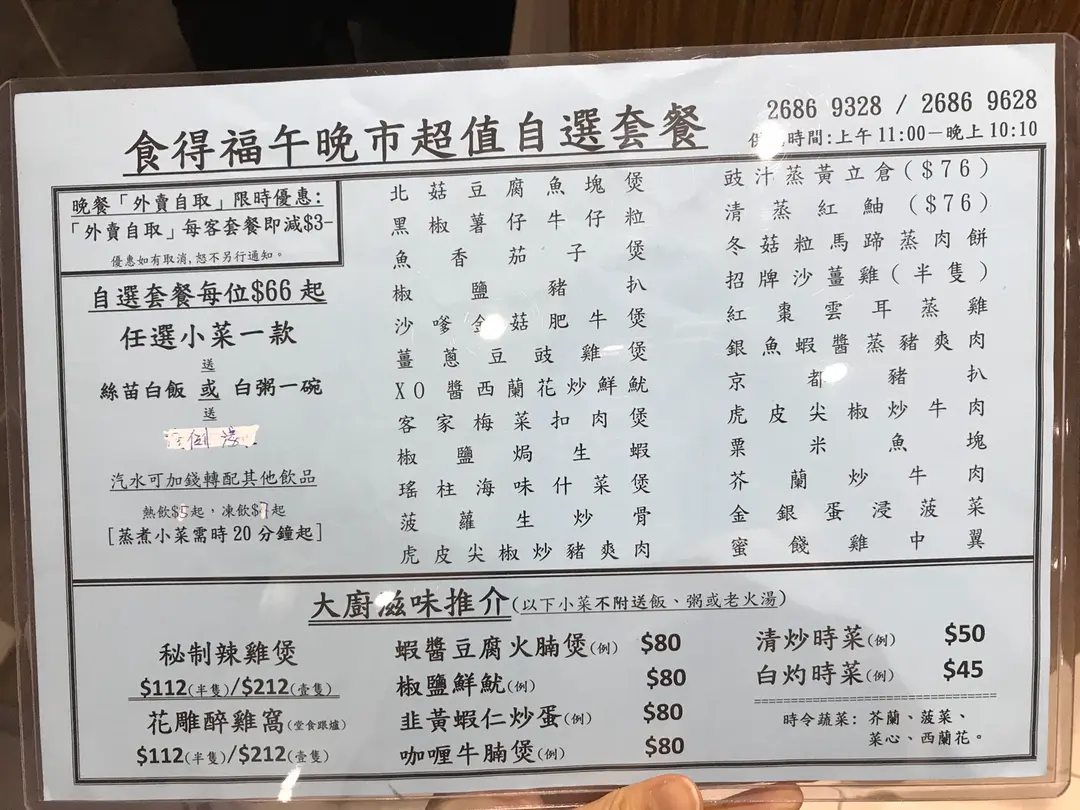 食得福午晚市超值自選套餐
2686 9328 / 2686 9628
時間:上午 11:00－晚上 10:10
晚餐「外賣自取」限時優惠:
「外賣自取」每客套餐即減$3-
優惠如有取消,恕不另行通知。
自選套餐每位$66 起
任選小菜一款
送
絲苗白飯 或 白粥一碗
送
汽水可加錢轉配其他飲品
熱飲$5起，凍飲$7起
[蒸煮小菜需時 20 分鐘起]
北菇豆腐魚塊煲
黑椒薯仔牛仔粒
魚香茄子煲
椒鹽豬扒
沙嗲金菇肥牛煲
薑蔥豆豉雞煲
XO 醬西蘭花炒鮮魷
客家梅菜扣肉煲
椒鹽焗生蝦
瑤柱海味什菜煲
菠蘿生炒骨
虎皮尖椒炒豬爽肉
豉汁蒸黃立倉($76)
清蒸紅鮋($76)
冬菇粒馬蹄蒸肉餅
招牌沙薑雞(半隻)
紅棗雲耳蒸雞
銀魚蝦醬蒸豬爽肉
京都豬扒
虎皮尖椒炒牛肉
粟米魚塊
芥蘭炒牛肉
金銀蛋浸菠菜
蜜餞雞中翼
大廚滋味推介(以下小菜不附送飯、粥或老火湯)
秘制辣雞煲
$112(半隻)/$212(壹隻)
花雕醉雞窩(堂食跟爐)
$112(半隻)/$212(壹隻)
蝦醬豆腐火腩煲(例) $80
椒鹽鮮魷(例) $80
韭黃蝦仁炒蛋(例) $80
咖喱牛腩煲(例) $80
清炒時菜(例) $50
白灼時菜(例) $45
時令蔬菜: 芥蘭、菠菜、
菜心、西蘭花。